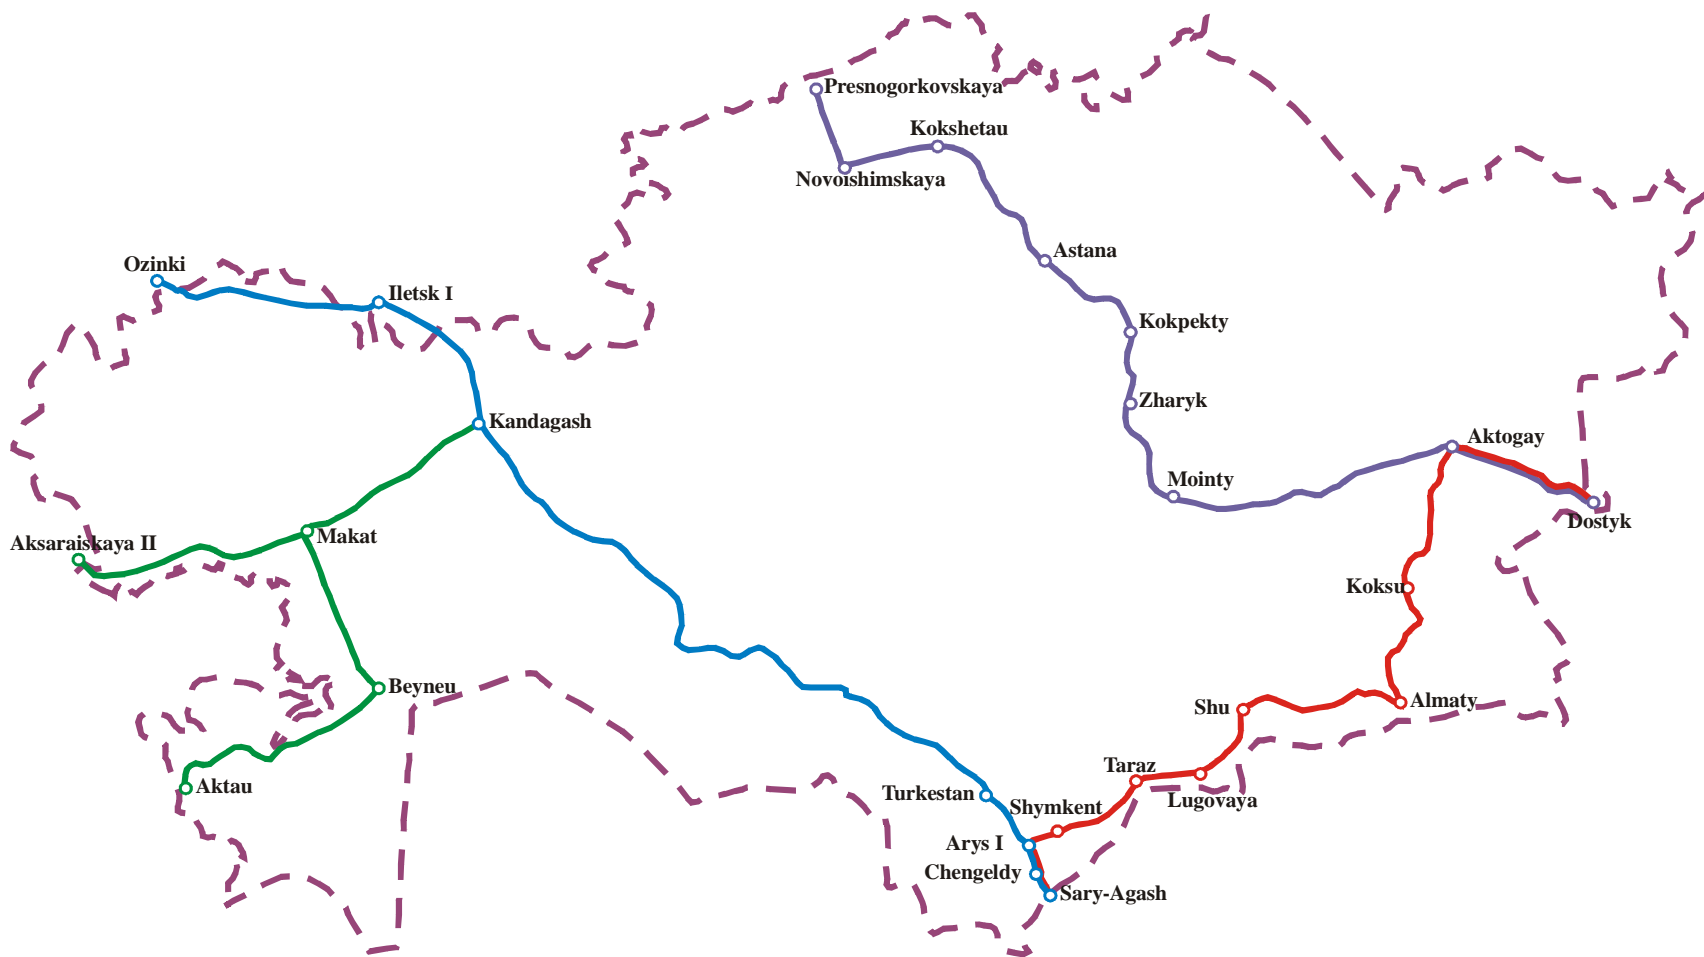 Presnogorkovskaya
Kokshetau
Novoishimskaya
Astana
Ozinki
Iletsk I
Kokpekty
Zharyk
Kandagash
Aktogay
Mointy
Dostyk
Makat
Aksaraiskaya II
Koksu
Beyneu
Almaty
Shu
Taraz
Aktau
Turkestan
Lugovaya
Shymkent
Arys I
Chengeldy
Sary-Agash